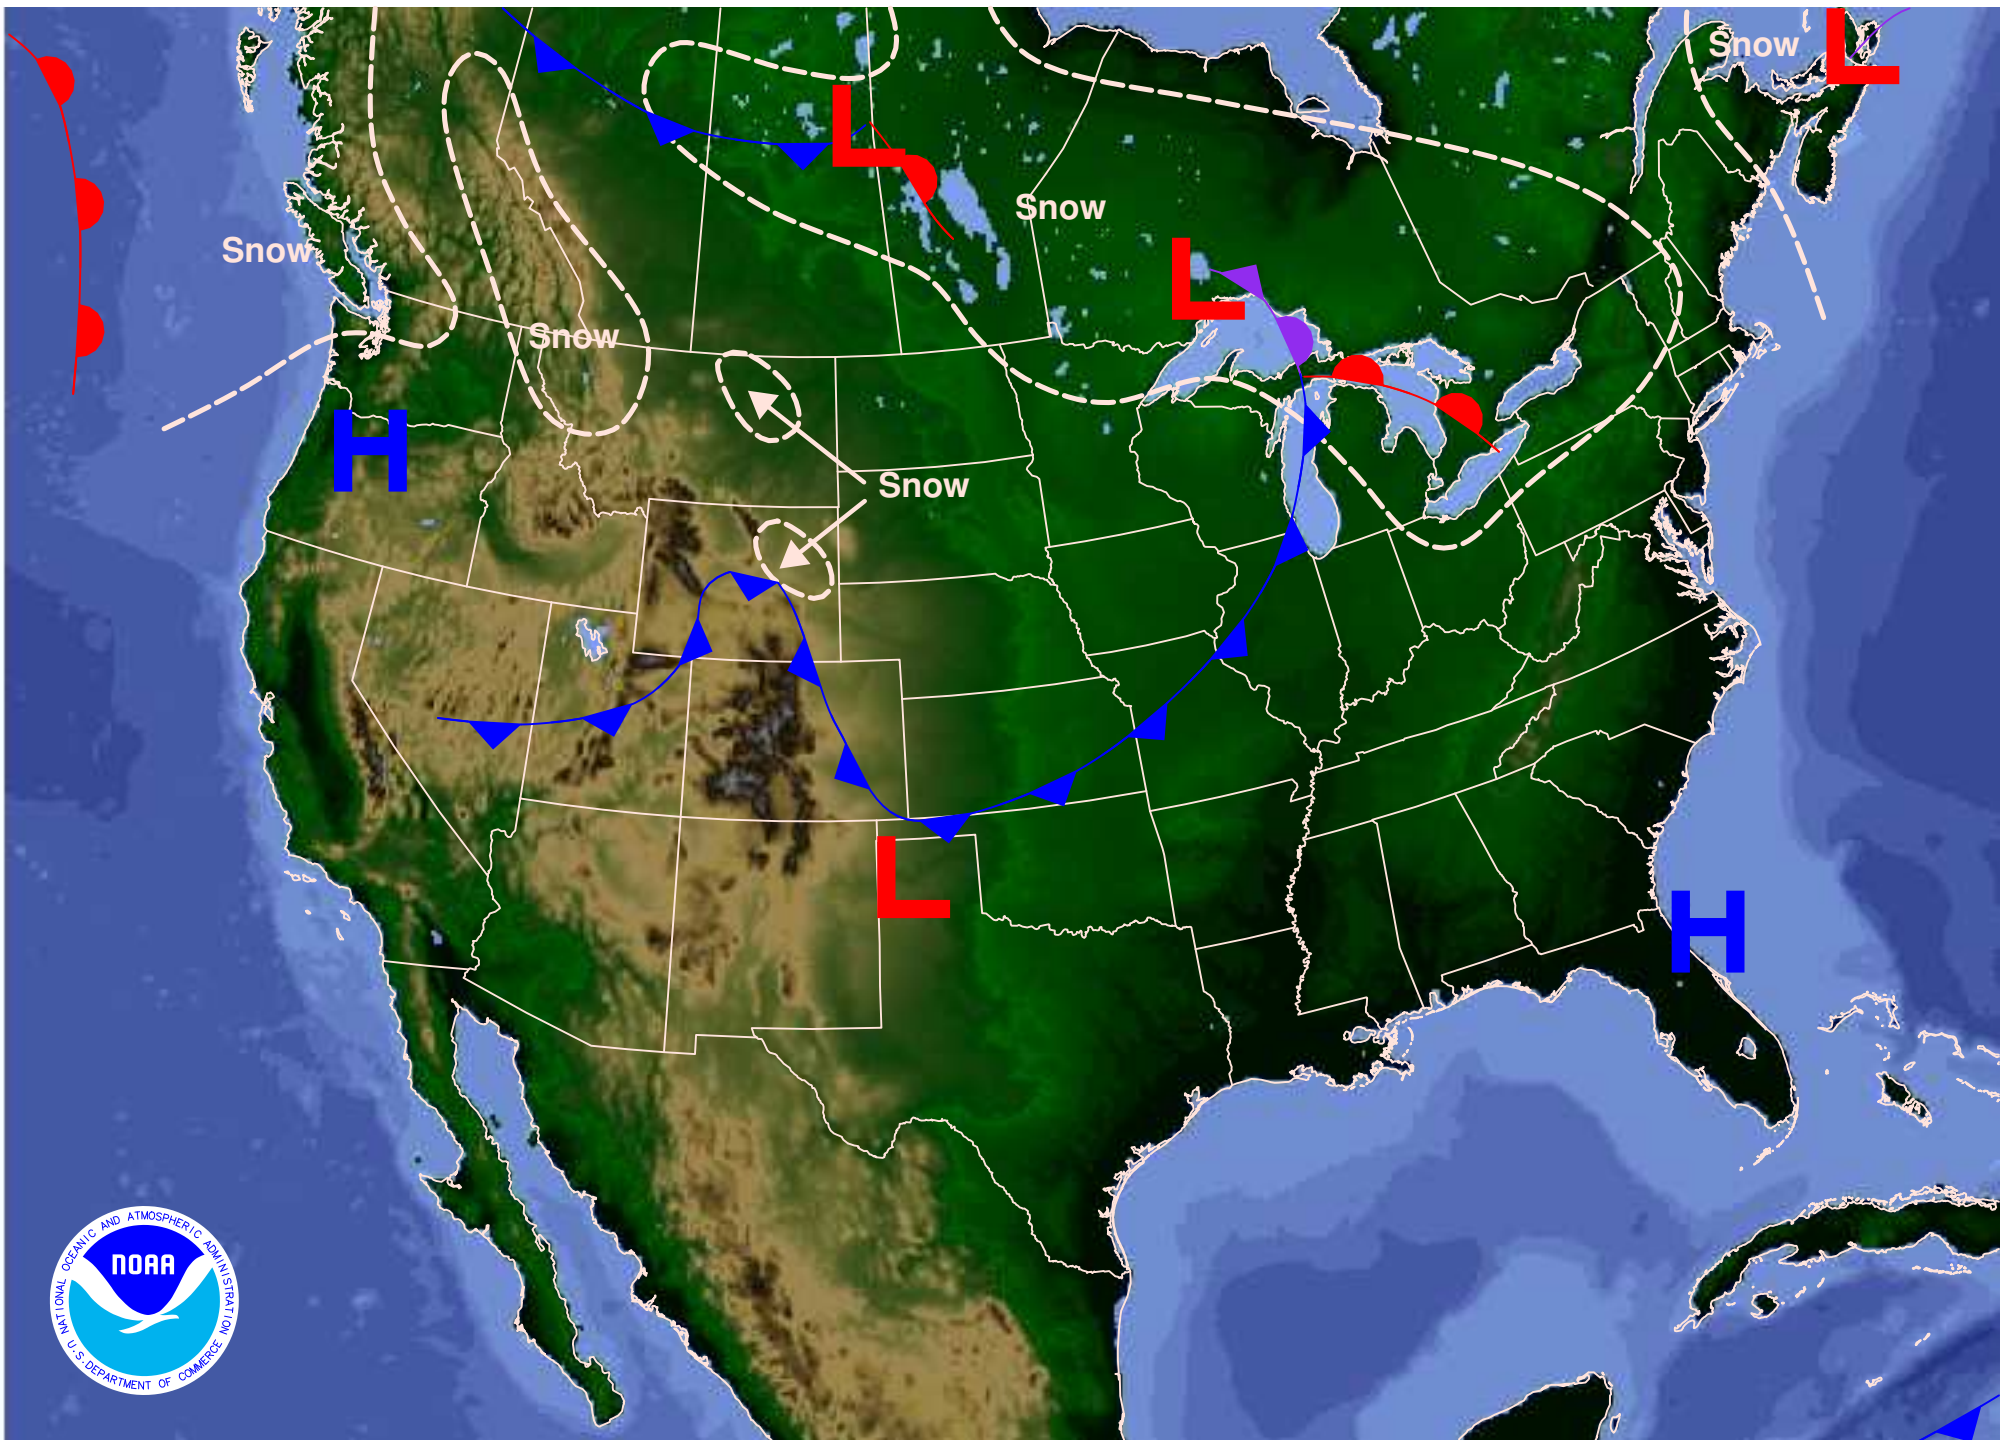 Snow
L
L
Snow
Snow
L
Snow
H
Snow
L
H
NATIONAL OCEANIC AND ATMOSPHERIC ADMINISTRATION
NOAA
U.S. DEPARTMENT OF COMMERCE